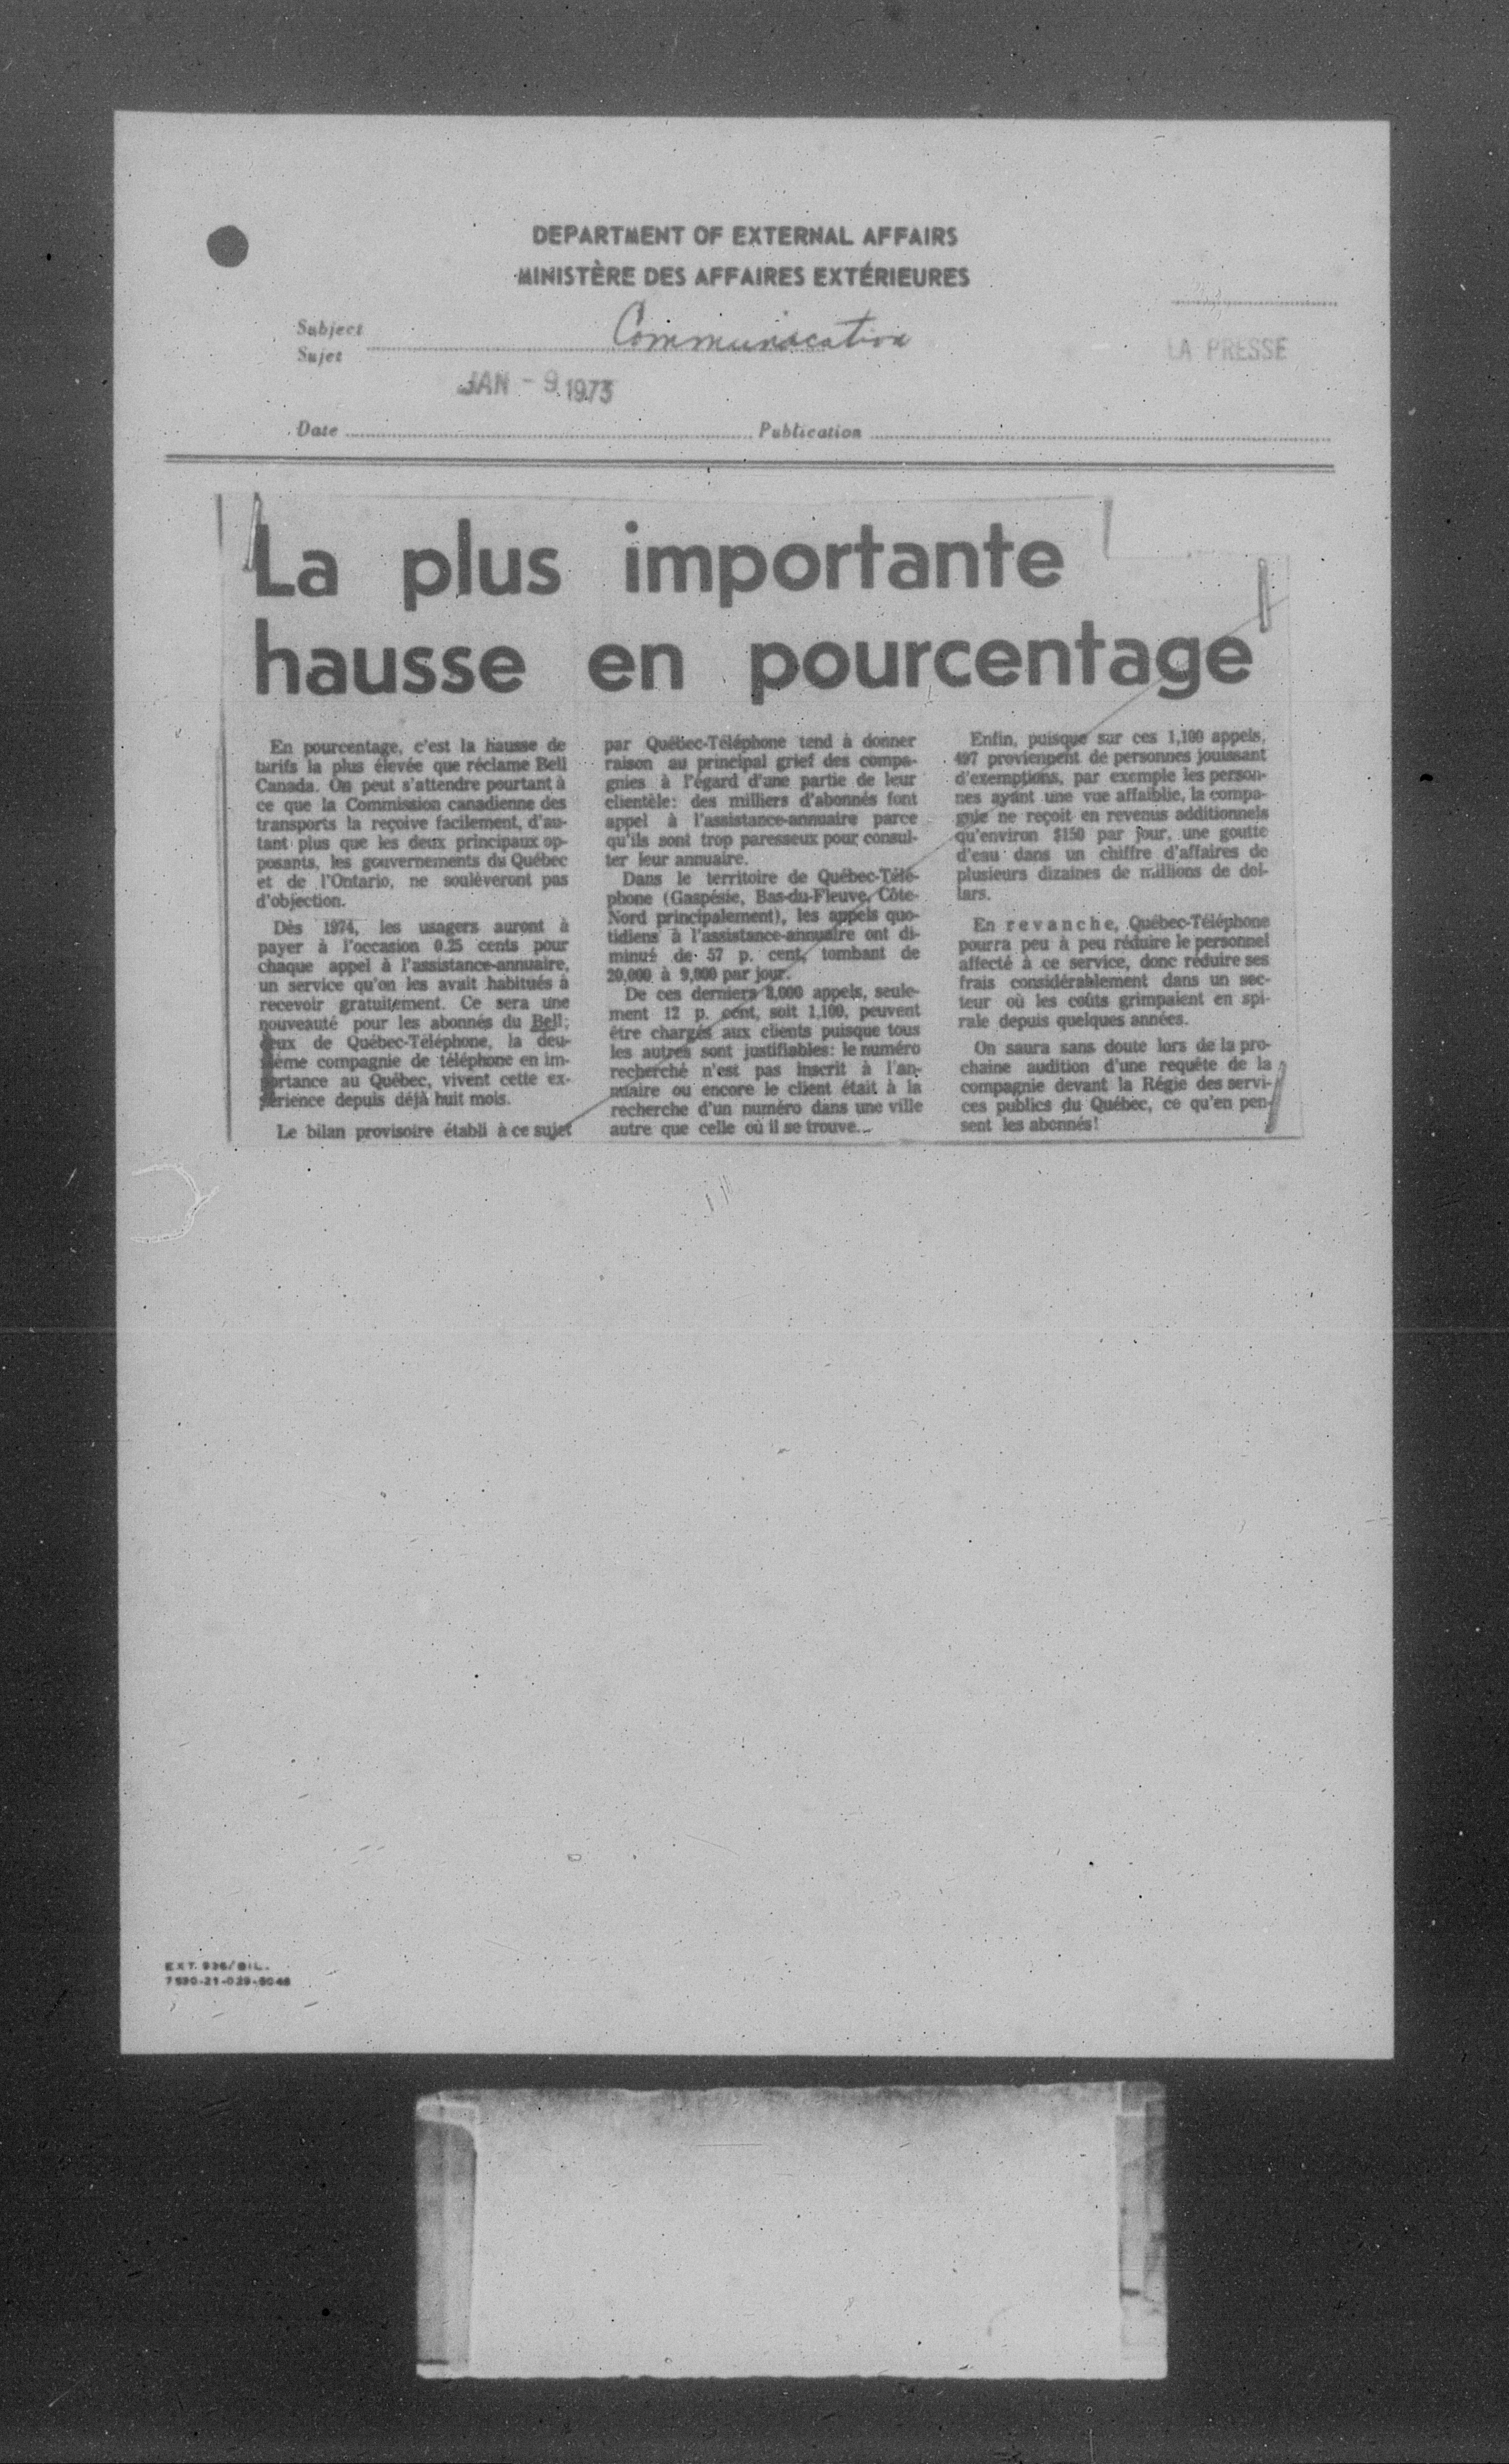 DEPARTMENT OF EXTERNAL AFFAIRS
MINISTÈRE DES AFFAIRES EXTÉRIEURES
Subject
Sujet
Communication
LA PRESSE
JAN - 9 1973
Date
Publication
La plus importante
hausse en pourcentage
En pourcentage, c'est la hausse de
tarifs la plus élevée que réclame Bell
Canada. On peut s'attendre pourtant à
ce que la Commission canadienne des
transports la reçoive facilement, d'au-
tant plus que les deux principaux op-
posants, les gouvernements du Québec
et de l'Ontario, ne soulèveront pas
d'objection.
Dès 1974, les usagers auront à
payer à l'occasion 0.25 cents pour
chaque appel à l'assistance-annuaire,
un service qu'on les avait habitués à
recevoir gratuitement. Ce sera une
nouveauté pour les abonnés du Bell;
ceux de Québec-Téléphone, la deu-
xième compagnie de téléphone en im-
portance au Québec, vivent cette ex-
périence depuis déjà huit mois.
Le bilan provisoire établi à ce sujet
par Québec-Téléphone tend à donner
raison au principal grief des compa-
gnies à l'égard d'une partie de leur
clientèle: des milliers d'abonnés font
appel à l'assistance-annuaire parce
qu'ils sont trop paresseux pour consul-
ter leur annuaire.
Dans le territoire de Québec-Télé-
phone (Gaspésie, Bas-du-Fleuve, Côte-
Nord principalement), les appels quo-
tidiens à l'assistance-annuaire ont di-
minué de 57 p. cent, tombant de
20,000 à 9,000 par jour.
De ces derniers 9,000 appels, seule-
ment 12 p. cent, soit 1,100, peuvent
être chargés aux clients puisque tous
les autres sont justifiables: le numéro
recherché n'est pas inscrit à l'an-
nuaire ou encore le client était à la
recherche d'un numéro dans une ville
autre que celle où il se trouve...
Enfin, puisque sur ces 1,100 appels,
497 proviennent de personnes jouissant
d'exemptions, par exemple les person-
nes ayant une vue affaiblie, la compa-
gnie ne reçoit en revenus additionnels
qu'environ $150 par jour, une goutte
d'eau dans un chiffre d'affaires de
plusieurs dizaines de millions de dol-
lars.
En revanche, Québec-Téléphone
pourra peu à peu réduire le personnel
affecté à ce service, donc réduire ses
frais considérablement dans un sec-
teur où les coûts grimpaient en spi-
rale depuis quelques années.
On saura sans doute lors de la pro-
chaine audition d'une requête de la
compagnie devant la Régie des servi-
ces publics du Québec, ce qu'en pen-
sent les abonnés!
EXT. 936/BIL.
7530-21-029-